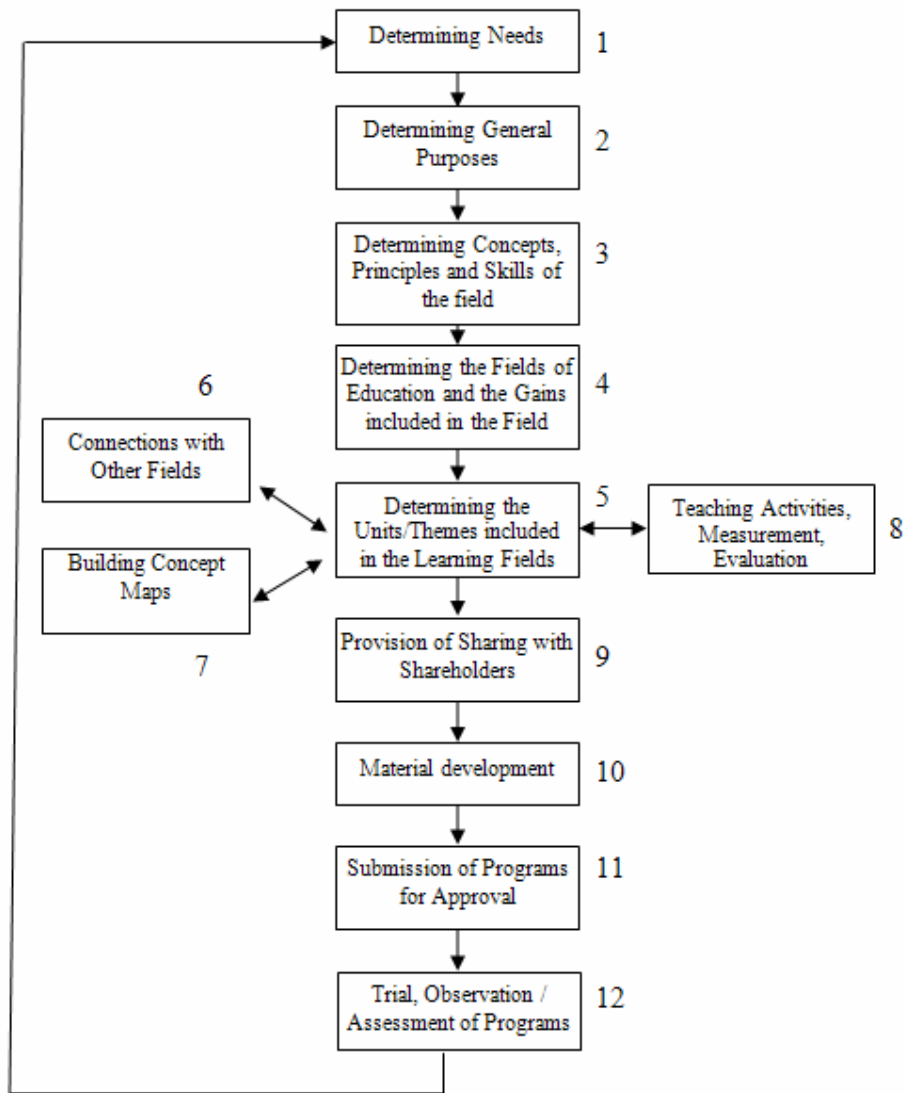 Determining Needs
1
Determining General
Purposes
2
Determining Concepts,
Principles and Skills of
the field
3
Determining the Fields of
Education and the Gains
included in the Field
4
6
Connections with
Other Fields
Determining the
Units/Themes included
in the Learning Fields
5
Teaching Activities,
Measurement,
Evaluation
8
Building Concept
Maps
7
Provision of Sharing with
Shareholders
9
Material development
10
Submission of Programs
for Approval
11
Trial, Observation /
Assessment of Programs
12